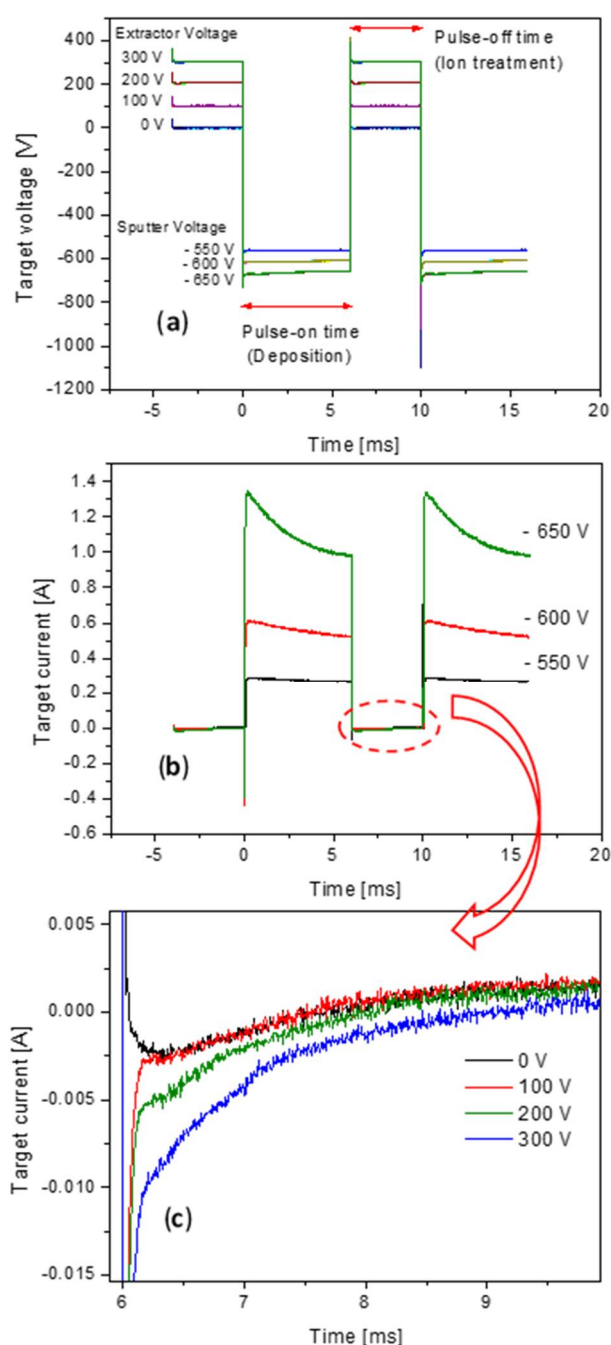 (a)
Extractor Voltage
300 V
200 V
100 V
0 V
Pulse-off time
(Ion treatment)
Sputter Voltage
- 550 V
- 600 V
- 650 V
Pulse-on time
(Deposition)
Target voltage [V]
400
200
0
-200
-400
-600
-800
-1000
-1200
-5 0 5 10 15 20
Time [ms]
(b)
- 650 V
- 600 V
- 550 V
Target current [A]
1.4
1.2
1.0
0.8
0.6
0.4
0.2
0.0
-0.2
-0.4
-0.6
-5 0 5 10 15 20
Time [ms]
(c)
0 V
100 V
200 V
300 V
Target current [A]
0.005
0.000
-0.005
-0.010
-0.015
6 7 8 9
Time [ms]